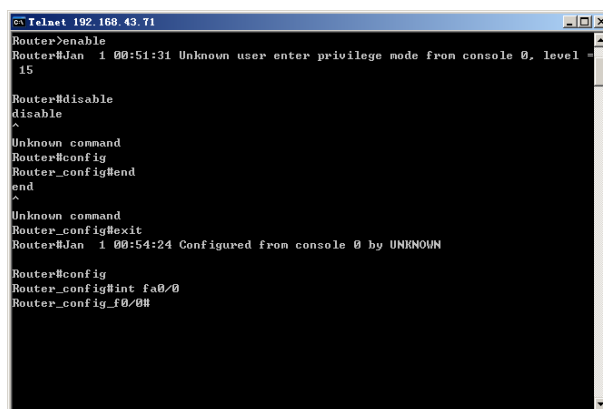 Telnet 192.168.43.71
Router>enable
Router#Jan  1 00:51:31 Unknown user enter privilege mode from console 0, level =
 15
Router#disable
disable
^
Unknown command
Router#config
Router_config#end
end
^
Unknown command
Router_config#exit
Router#Jan  1 00:54:24 Configured from console 0 by UNKNOWN
Router#config
Router_config#int fa0/0
Router_config_f0/0#